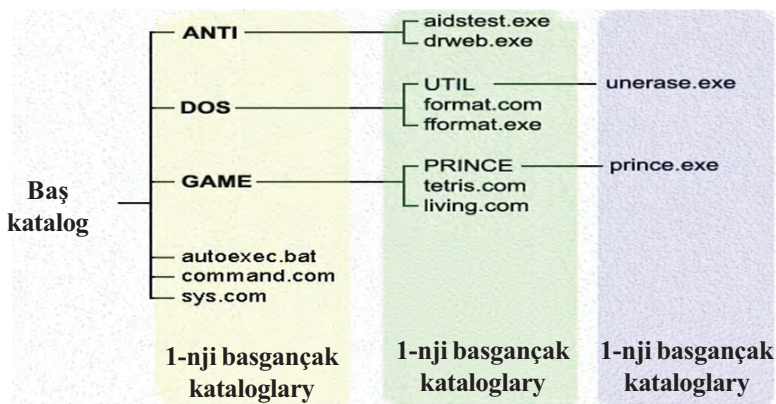 Baş
katalog
ANTI
aidstest.exe
drweb.exe
DOS
UTIL
unerase.exe
format.com
fformat.exe
GAME
PRINCE
prince.exe
tetris.com
living.com
autoexec.bat
command.com
sys.com
1-nji basgançak
kataloglary
1-nji basgançak
kataloglary
1-nji basgançak
kataloglary